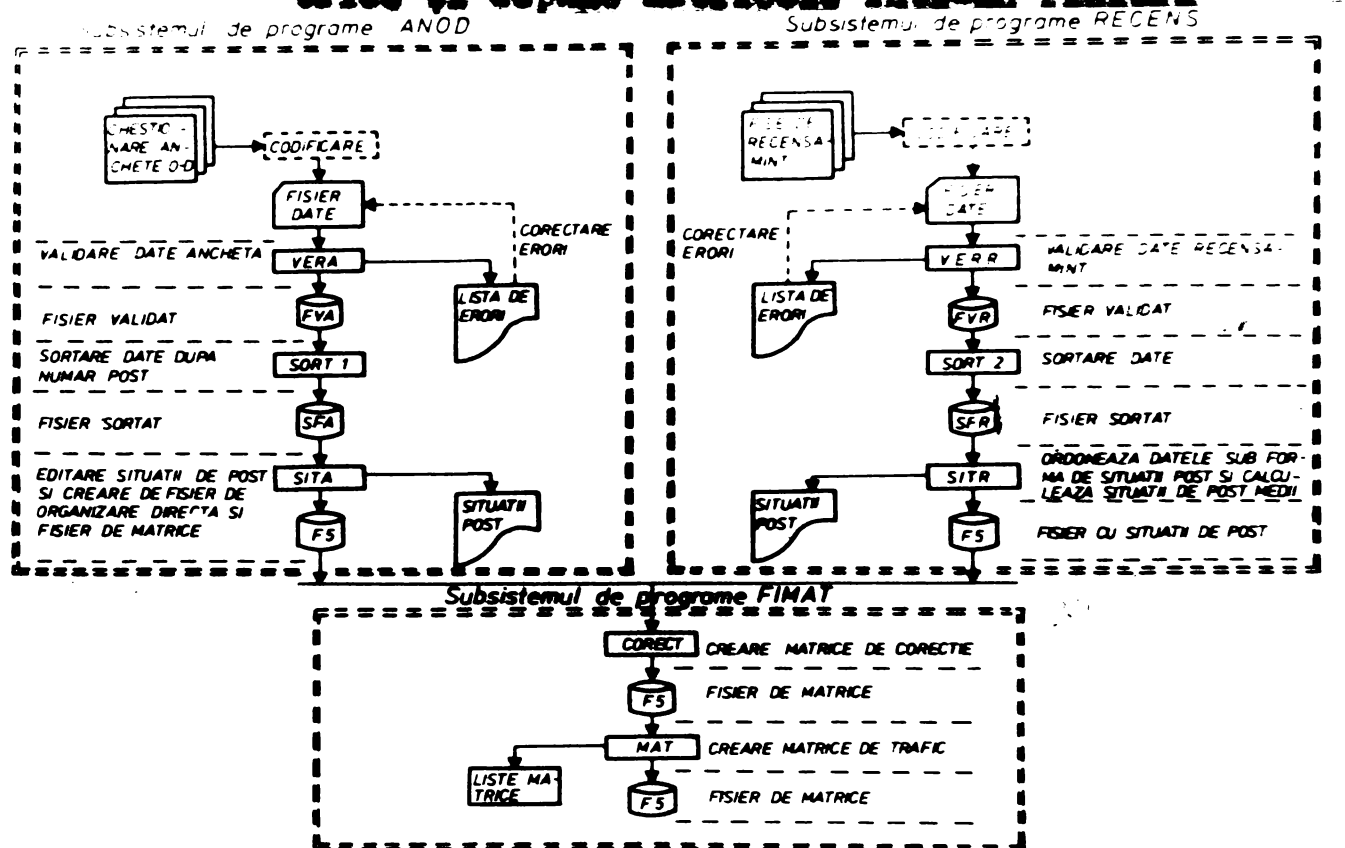 Subsistemul de programe ANOD
CHESTIO-
NARE AN-
CHETE O-D
CODIFICARE
FISIER
DATE
CORECTARE
ERORI
VALIDARE DATE ANCHETA
VERA
LISTA DE
ERORI
FISIER VALIDAT
FVA
SORTARE DATE DUPA
NUMAR POST
SORT 1
FISIER SORTAT
SFA
EDITARE SITUATII DE POST
SI CREARE DE FISIER DE
ORGANIZARE DIRECTA SI
FISIER DE MATRICE
SITA
SITUATII
POST
F5
Subsistemul de programe RECENS
FISE DE
RECENSA-
MINT
CODIFICARE
FISIER
DATE
CORECTARE
ERORI
VERR
VALIDARE DATE RECENSA-
MINT
LISTA DE
ERORI
FVR
FISIER VALIDAT
SORT 2
SORTARE DATE
SFR
FISIER SORTAT
SITR
ORDONEAZA DATELE SUB FOR-
MA DE SITUATII POST SI CALCU-
LEAZA SITUATII DE POST MEDII
SITUATII
POST
F5
FISIER CU SITUATII DE POST
Subsistemul de programe FIMAT
CORECT
CREARE MATRICE DE CORECTIE
F5
FISIER DE MATRICE
MAT
CREARE MATRICE DE TRAFIC
LISTE MA-
TRICE
F5
FISIER DE MATRICE